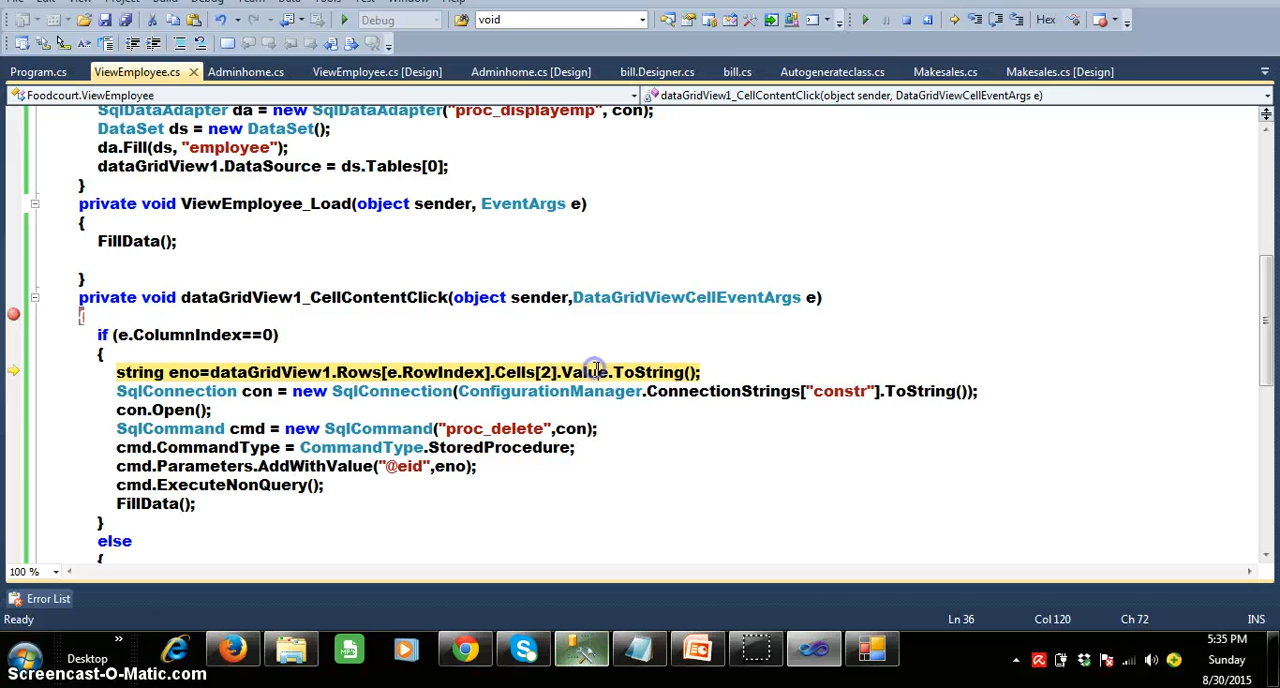 Debug
void
Hex
Program.cs
ViewEmployee.cs
Adminhome.cs
ViewEmployee.cs [Design]
Adminhome.cs [Design]
bill.Designer.cs
bill.cs
Autogenerateclass.cs
Makesales.cs
Makesales.cs [Design]
Foodcourt.ViewEmployee
dataGridView1_CellContentClick(object sender, DataGridViewCellEventArgs e)
SqlDataAdapter da = new SqlDataAdapter("proc_displayemp", con);
DataSet ds = new DataSet();
da.Fill(ds, "employee");
dataGridView1.DataSource = ds.Tables[0];
}
private void ViewEmployee_Load(object sender, EventArgs e)
{
FillData();
}
private void dataGridView1_CellContentClick(object sender,DataGridViewCellEventArgs e)
{
if (e.ColumnIndex==0)
{
string eno=dataGridView1.Rows[e.RowIndex].Cells[2].Value.ToString();
SqlConnection con = new SqlConnection(ConfigurationManager.ConnectionStrings["constr"].ToString());
con.Open();
SqlCommand cmd = new SqlCommand("proc_delete",con);
cmd.CommandType = CommandType.StoredProcedure;
cmd.Parameters.AddWithValue("@eid",eno);
cmd.ExecuteNonQuery();
FillData();
}
else
{
100 %
Error List
Ready
Ln 36
Col 120
Ch 72
INS
Desktop
»
5:35 PM
Sunday
8/30/2015
Screencast-O-Matic.com